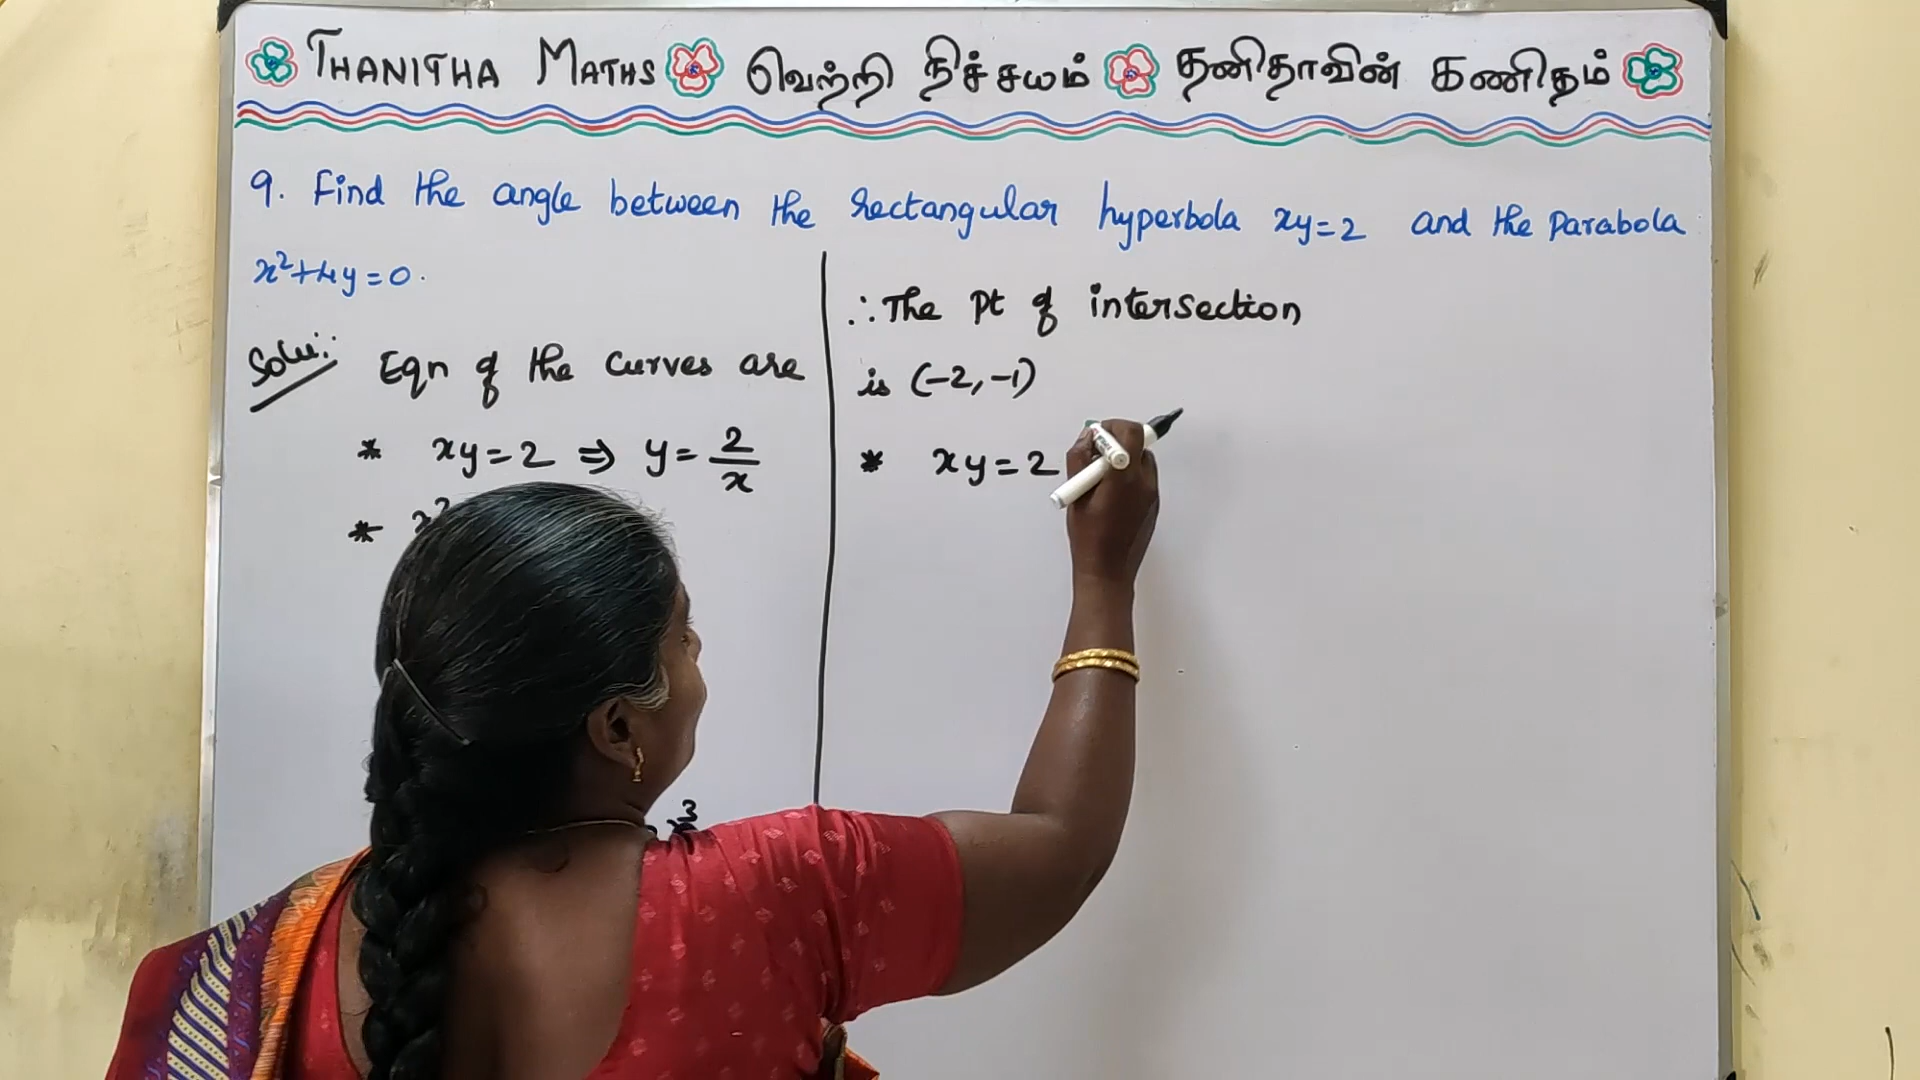 THANITHA MATHS வெற்றி நிச்சயம் தனிதாவின் கணிதம்
9. Find the angle between the rectangular hyperbola xy=2 and the parabola
x²+4y=0.
Solu:
Eqn of the curves are
* xy=2 ⇒ y=2/x
* x²
3
∴ The pt of intersection
is (-2,-1)
* xy=2